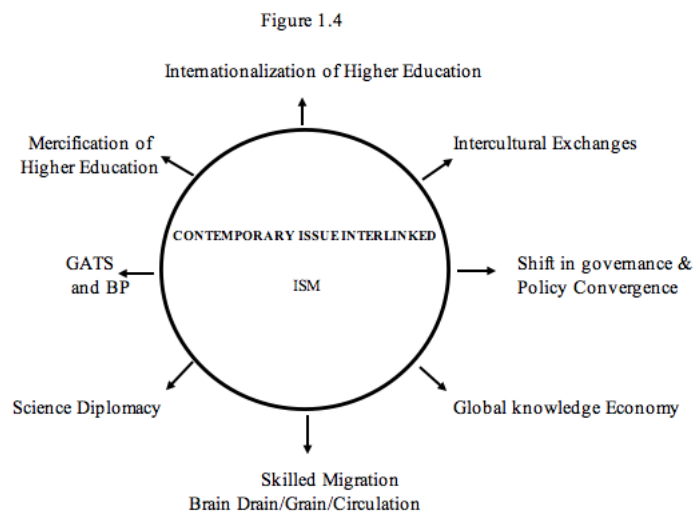 Figure 1.4
Internationalization of Higher Education
Mercification of
Higher Education
Intercultural Exchanges
CONTEMPORARY ISSUE INTERLINKED
ISM
GATS
and BP
Shift in governance &
Policy Convergence
Science Diplomacy
Global knowledge Economy
Skilled Migration
Brain Drain/Grain/Circulation